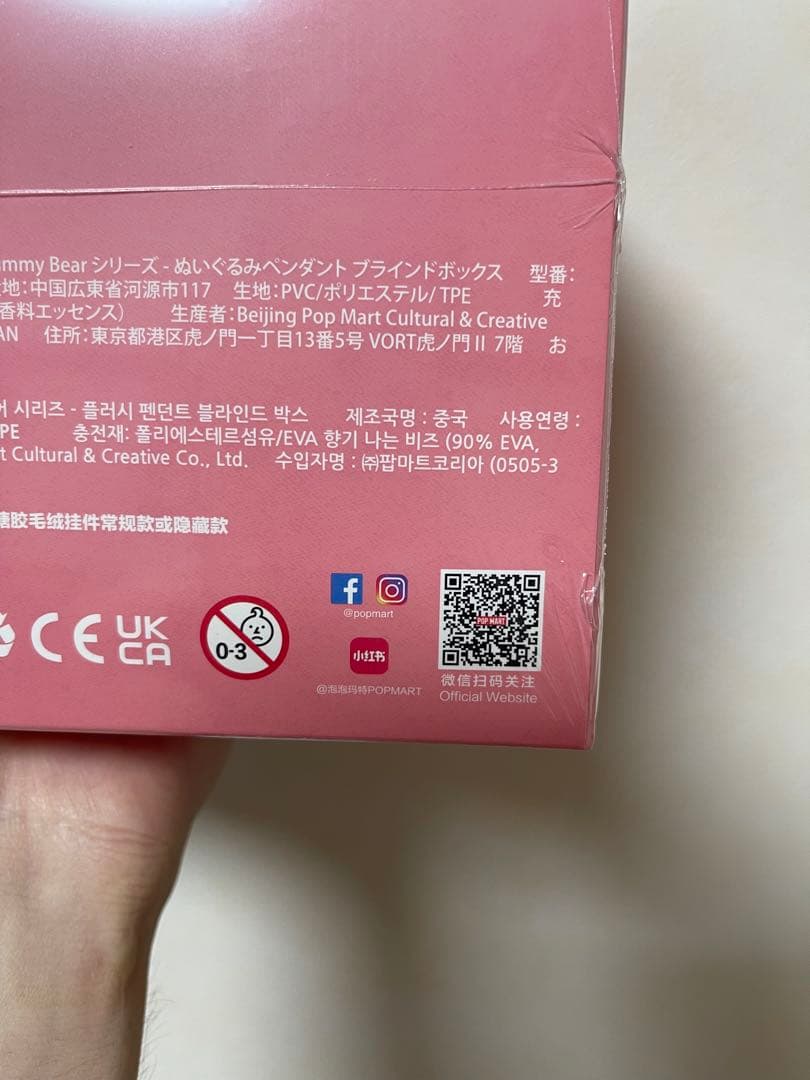 ummy Bear シリーズ - ぬいぐるみペンダント ブラインドボックス 型番:
地:中国広東省河源市117 生地:PVC/ポリエステル/ TPE 充
香料エッセンス) 生産者:Beijing Pop Mart Cultural & Creative
AN 住所:東京都港区虎ノ門一丁目13番5号 VORT虎ノ門Ⅱ 7階 お
어 시리즈 - 플러시 펜던트 블라인드 박스 제조국명 : 중국 사용연령 :
PE 충전재: 폴리에스테르섬유/EVA 향기 나는 비즈 (90% EVA,
t Cultural & Creative Co., Ltd. 수입자명 : ㈜팝마트코리아 (0505-3
糖胶毛绒挂件常规款或隐藏款
@popmart
POP MART
CE
UK
CA
0-3
小红书
@泡泡玛特POPMART
微信扫码关注
Official Website